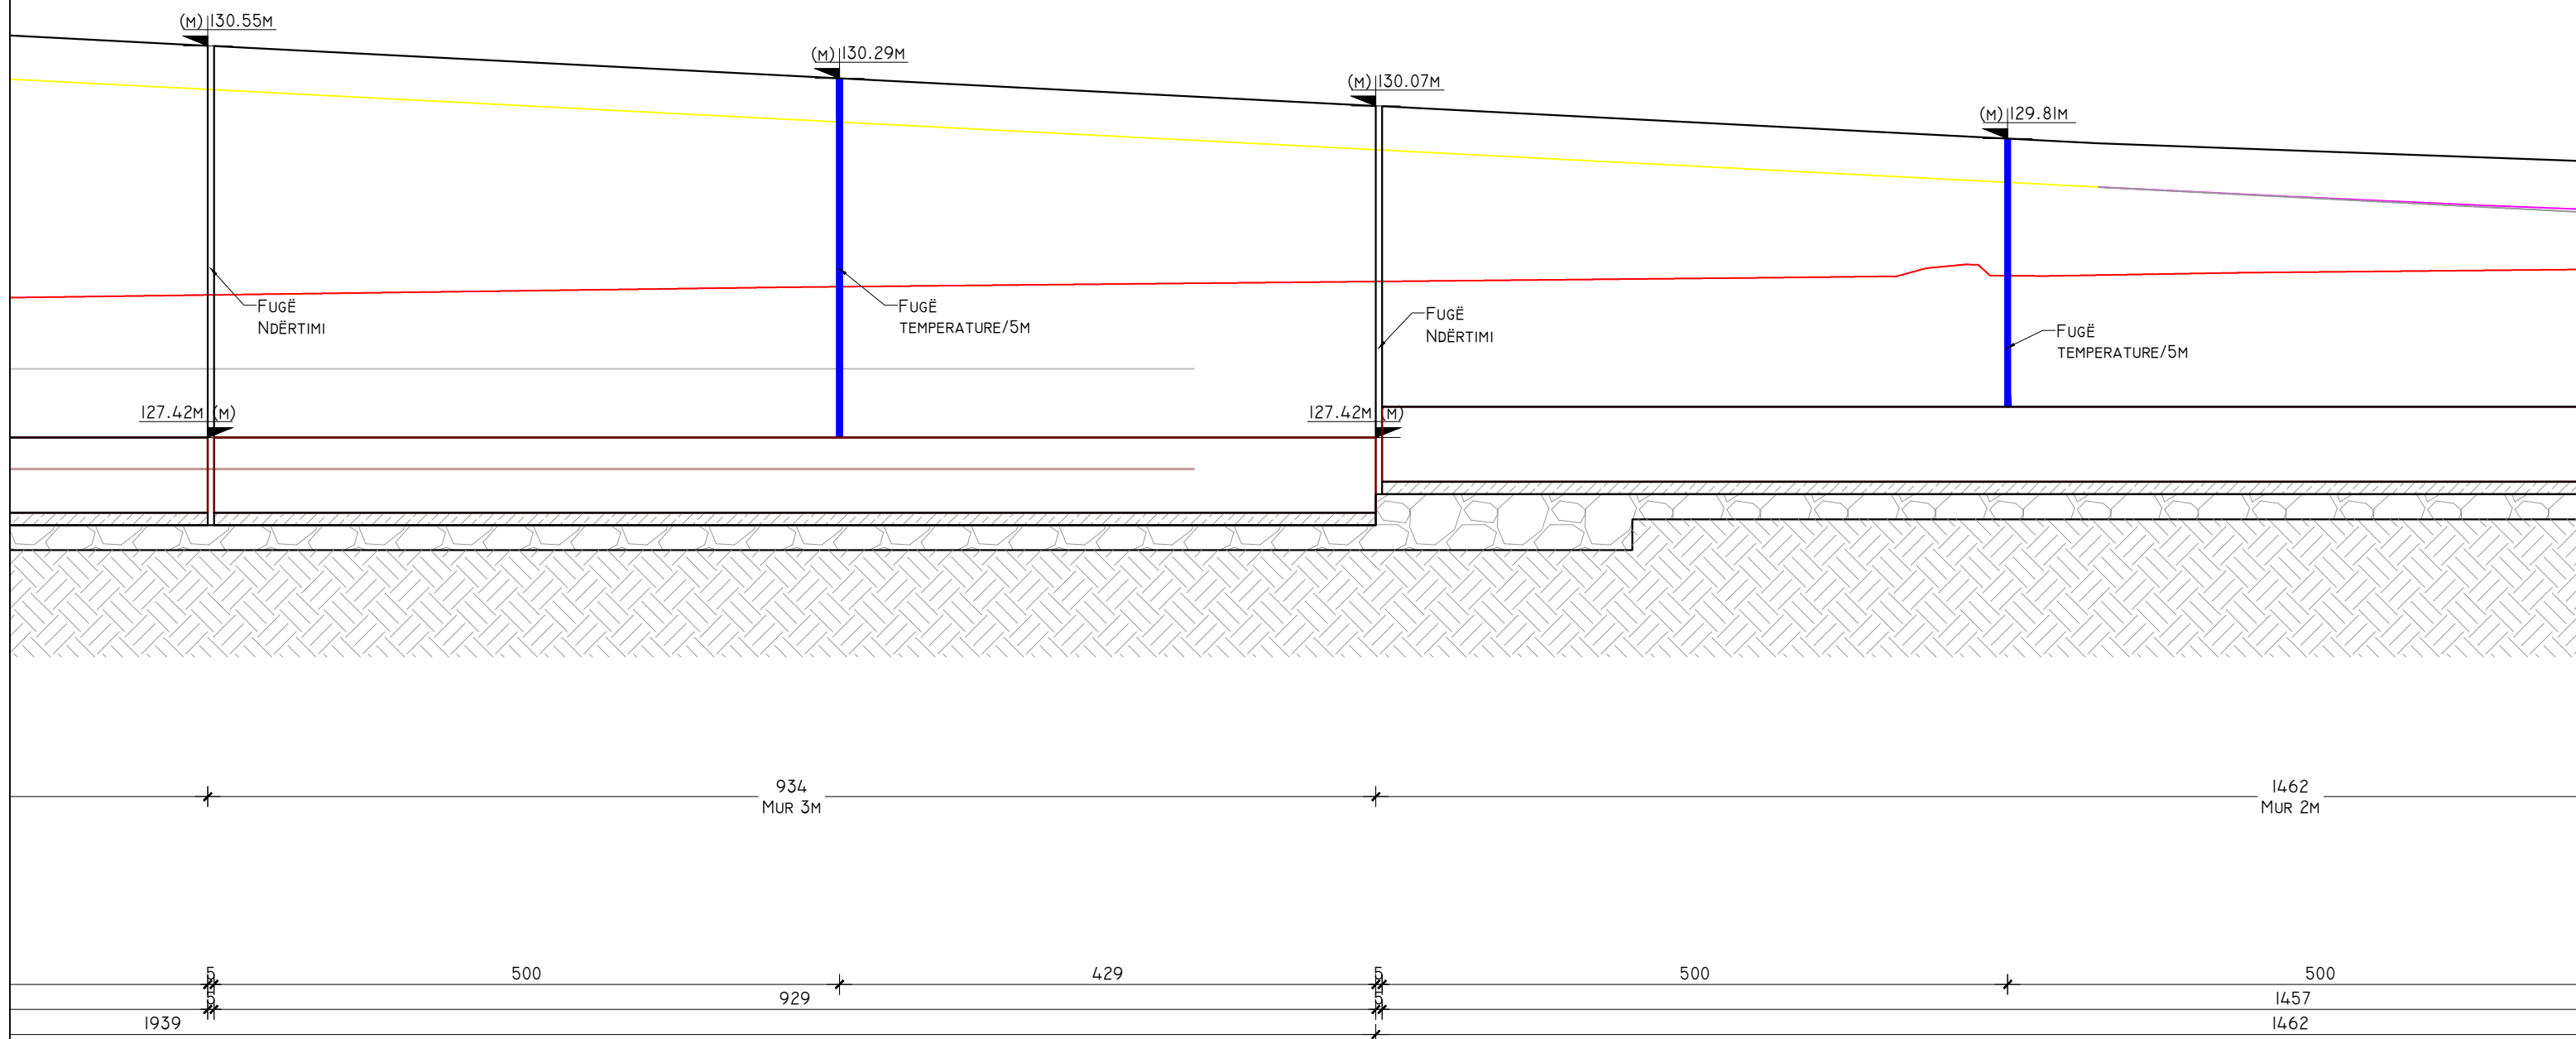 (M) 130.55M
(M) 130.29M
(M) 130.07M
(M) 129.81M
FUGË
NDËRTIMI
FUGË
TEMPERATURE/5M
FUGË
NDËRTIMI
FUGË
TEMPERATURE/5M
127.42M (M)
127.42M (M)
934
MUR 3M
1462
MUR 2M
5 500 429 5 500 500
5 929 5 1457
1939 1462